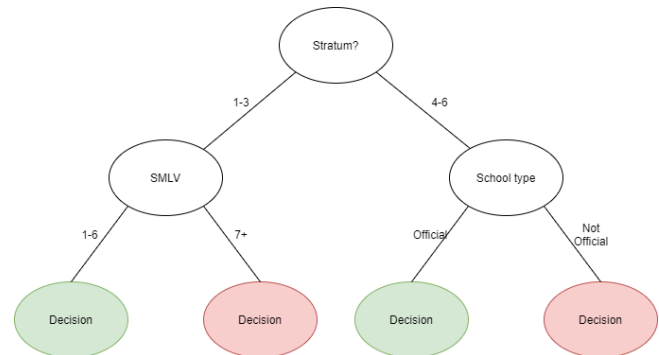 Stratum?
1-3
4-6
SMLV
School type
1-6
7+
Official
Not
Official
Decision
Decision
Decision
Decision